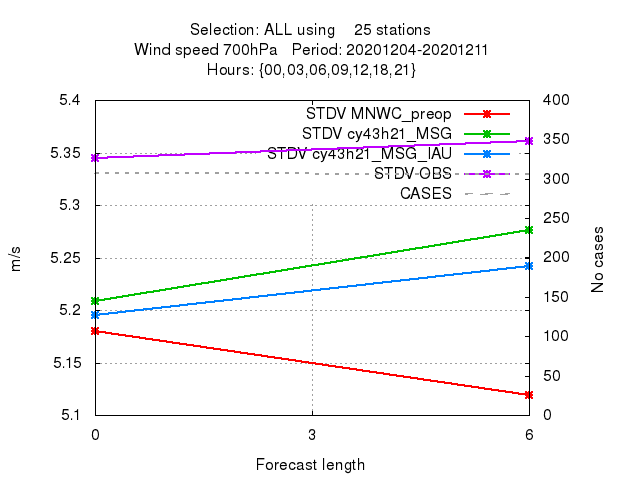 Selection: ALL using 25 stations
Wind speed 700hPa Period: 20201204-20201211
Hours: {00,03,06,09,12,18,21}
5.4
5.35
5.3
5.25
5.2
5.15
5.1
m/s
STDV MNWC_preop
STDV cy43h21_MSG
STDV cy43h21_MSG_IAU
STDV OBS
CASES
400
350
300
250
200
150
100
50
0
No cases
0 3 6
Forecast length